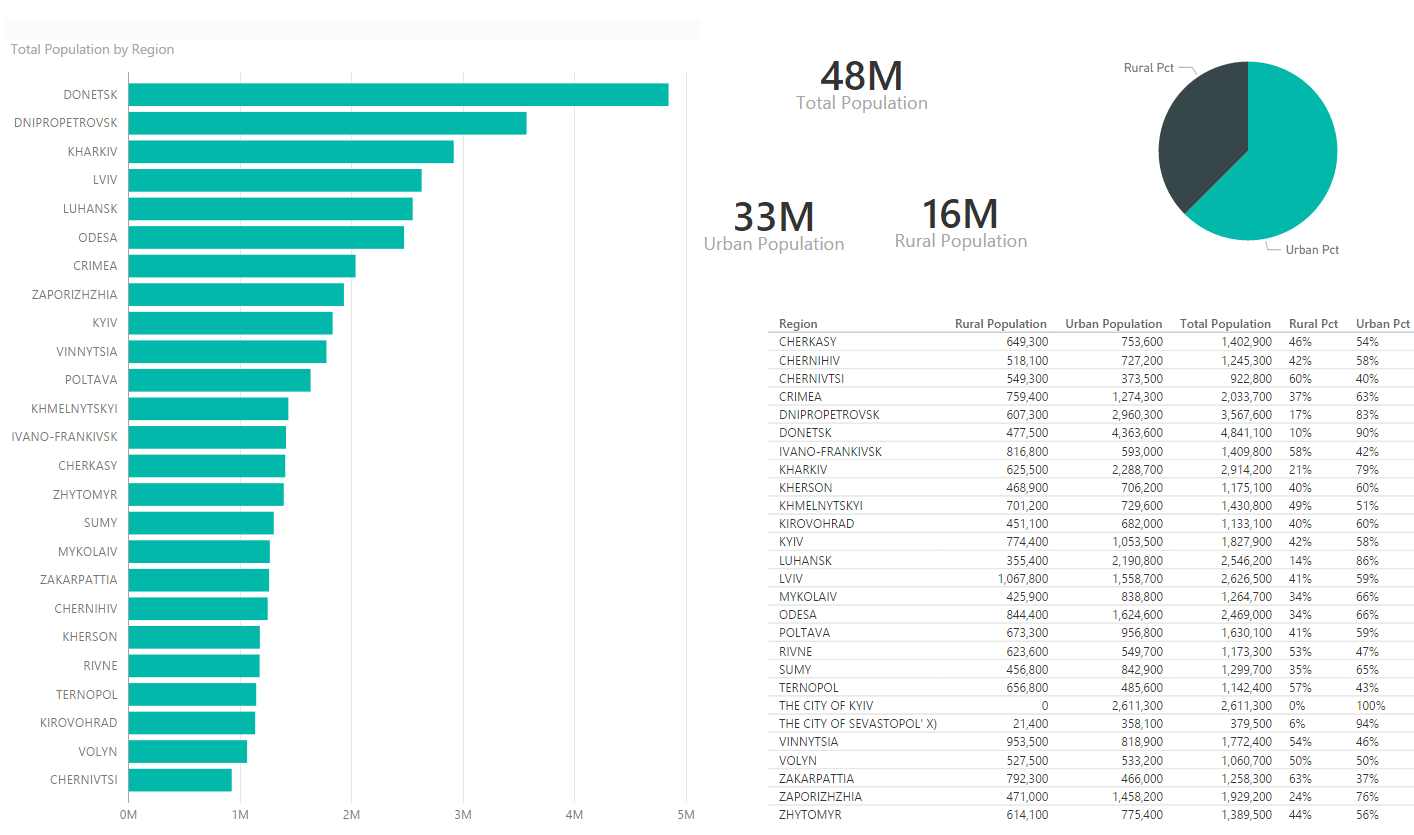 Total Population by Region
DONETSK
DNIPROPETROVSK
KHARKIV
LVIV
LUHANSK
ODESA
CRIMEA
ZAPORIZHZHIA
KYIV
VINNYTSIA
POLTAVA
KHMELNYTSKYI
IVANO-FRANKIVSK
CHERKASY
ZHYTOMYR
SUMY
MYKOLAIV
ZAKARPATTIA
CHERNIHIV
KHERSON
RIVNE
TERNOPOL
KIROVOHRAD
VOLYN
CHERNIVTSI
0M 1M 2M 3M 4M 5M
48M
Total Population
33M
Urban Population
16M
Rural Population
Rural Pct
Urban Pct
Region Rural Population Urban Population Total Population Rural Pct Urban Pct
CHERKASY 649,300 753,600 1,402,900 46% 54%
CHERNIHIV 518,100 727,200 1,245,300 42% 58%
CHERNIVTSI 549,300 373,500 922,800 60% 40%
CRIMEA 759,400 1,274,300 2,033,700 37% 63%
DNIPROPETROVSK 607,300 2,960,300 3,567,600 17% 83%
DONETSK 477,500 4,363,600 4,841,100 10% 90%
IVANO-FRANKIVSK 816,800 593,000 1,409,800 58% 42%
KHARKIV 625,500 2,288,700 2,914,200 21% 79%
KHERSON 468,900 706,200 1,175,100 40% 60%
KHMELNYTSKYI 701,200 729,600 1,430,800 49% 51%
KIROVOHRAD 451,100 682,000 1,133,100 40% 60%
KYIV 774,400 1,053,500 1,827,900 42% 58%
LUHANSK 355,400 2,190,800 2,546,200 14% 86%
LVIV 1,067,800 1,558,700 2,626,500 41% 59%
MYKOLAIV 425,900 838,800 1,264,700 34% 66%
ODESA 844,400 1,624,600 2,469,000 34% 66%
POLTAVA 673,300 956,800 1,630,100 41% 59%
RIVNE 623,600 549,700 1,173,300 53% 47%
SUMY 456,800 842,900 1,299,700 35% 65%
TERNOPOL 656,800 485,600 1,142,400 57% 43%
THE CITY OF KYIV 0 2,611,300 2,611,300 0% 100%
THE CITY OF SEVASTOPOL' X) 21,400 358,100 379,500 6% 94%
VINNYTSIA 953,500 818,900 1,772,400 54% 46%
VOLYN 527,500 533,200 1,060,700 50% 50%
ZAKARPATTIA 792,300 466,000 1,258,300 63% 37%
ZAPORIZHZHIA 471,000 1,458,200 1,929,200 24% 76%
ZHYTOMYR 614,100 775,400 1,389,500 44% 56%